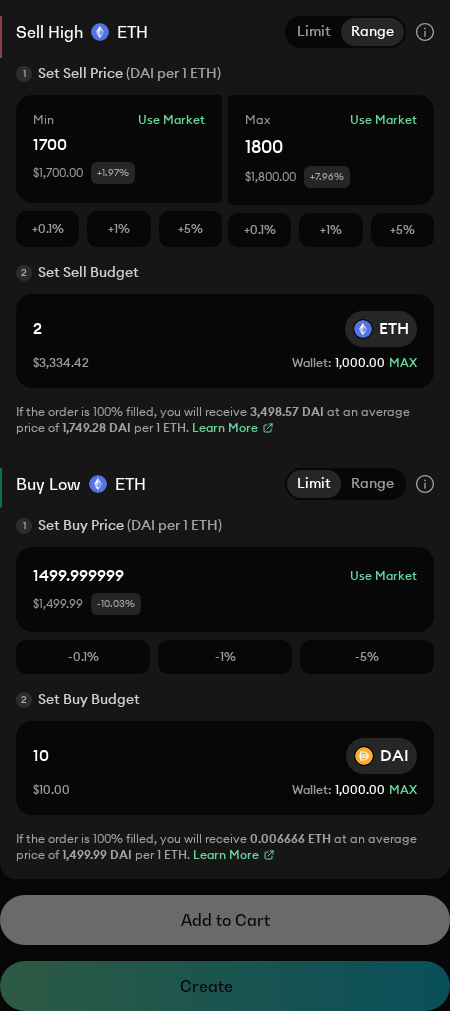 Sell High ETH Limit Range
1 Set Sell Price (DAI per 1 ETH)
Min Use Market
1700
$1,700.00 +1.97%
Max Use Market
1800
$1,800.00 +7.96%
+0.1% +1% +5% +0.1% +1% +5%
2 Set Sell Budget
2 ETH
$3,334.42 Wallet: 1,000.00 MAX
If the order is 100% filled, you will receive 3,498.57 DAI at an average
price of 1,749.28 DAI per 1 ETH. Learn More
Buy Low ETH Limit Range
1 Set Buy Price (DAI per 1 ETH)
1499.999999 Use Market
$1,499.99 -10.03%
-0.1% -1% -5%
2 Set Buy Budget
10 DAI
$10.00 Wallet: 1,000.00 MAX
If the order is 100% filled, you will receive 0.006666 ETH at an average
price of 1,499.99 DAI per 1 ETH. Learn More
Add to Cart
Create